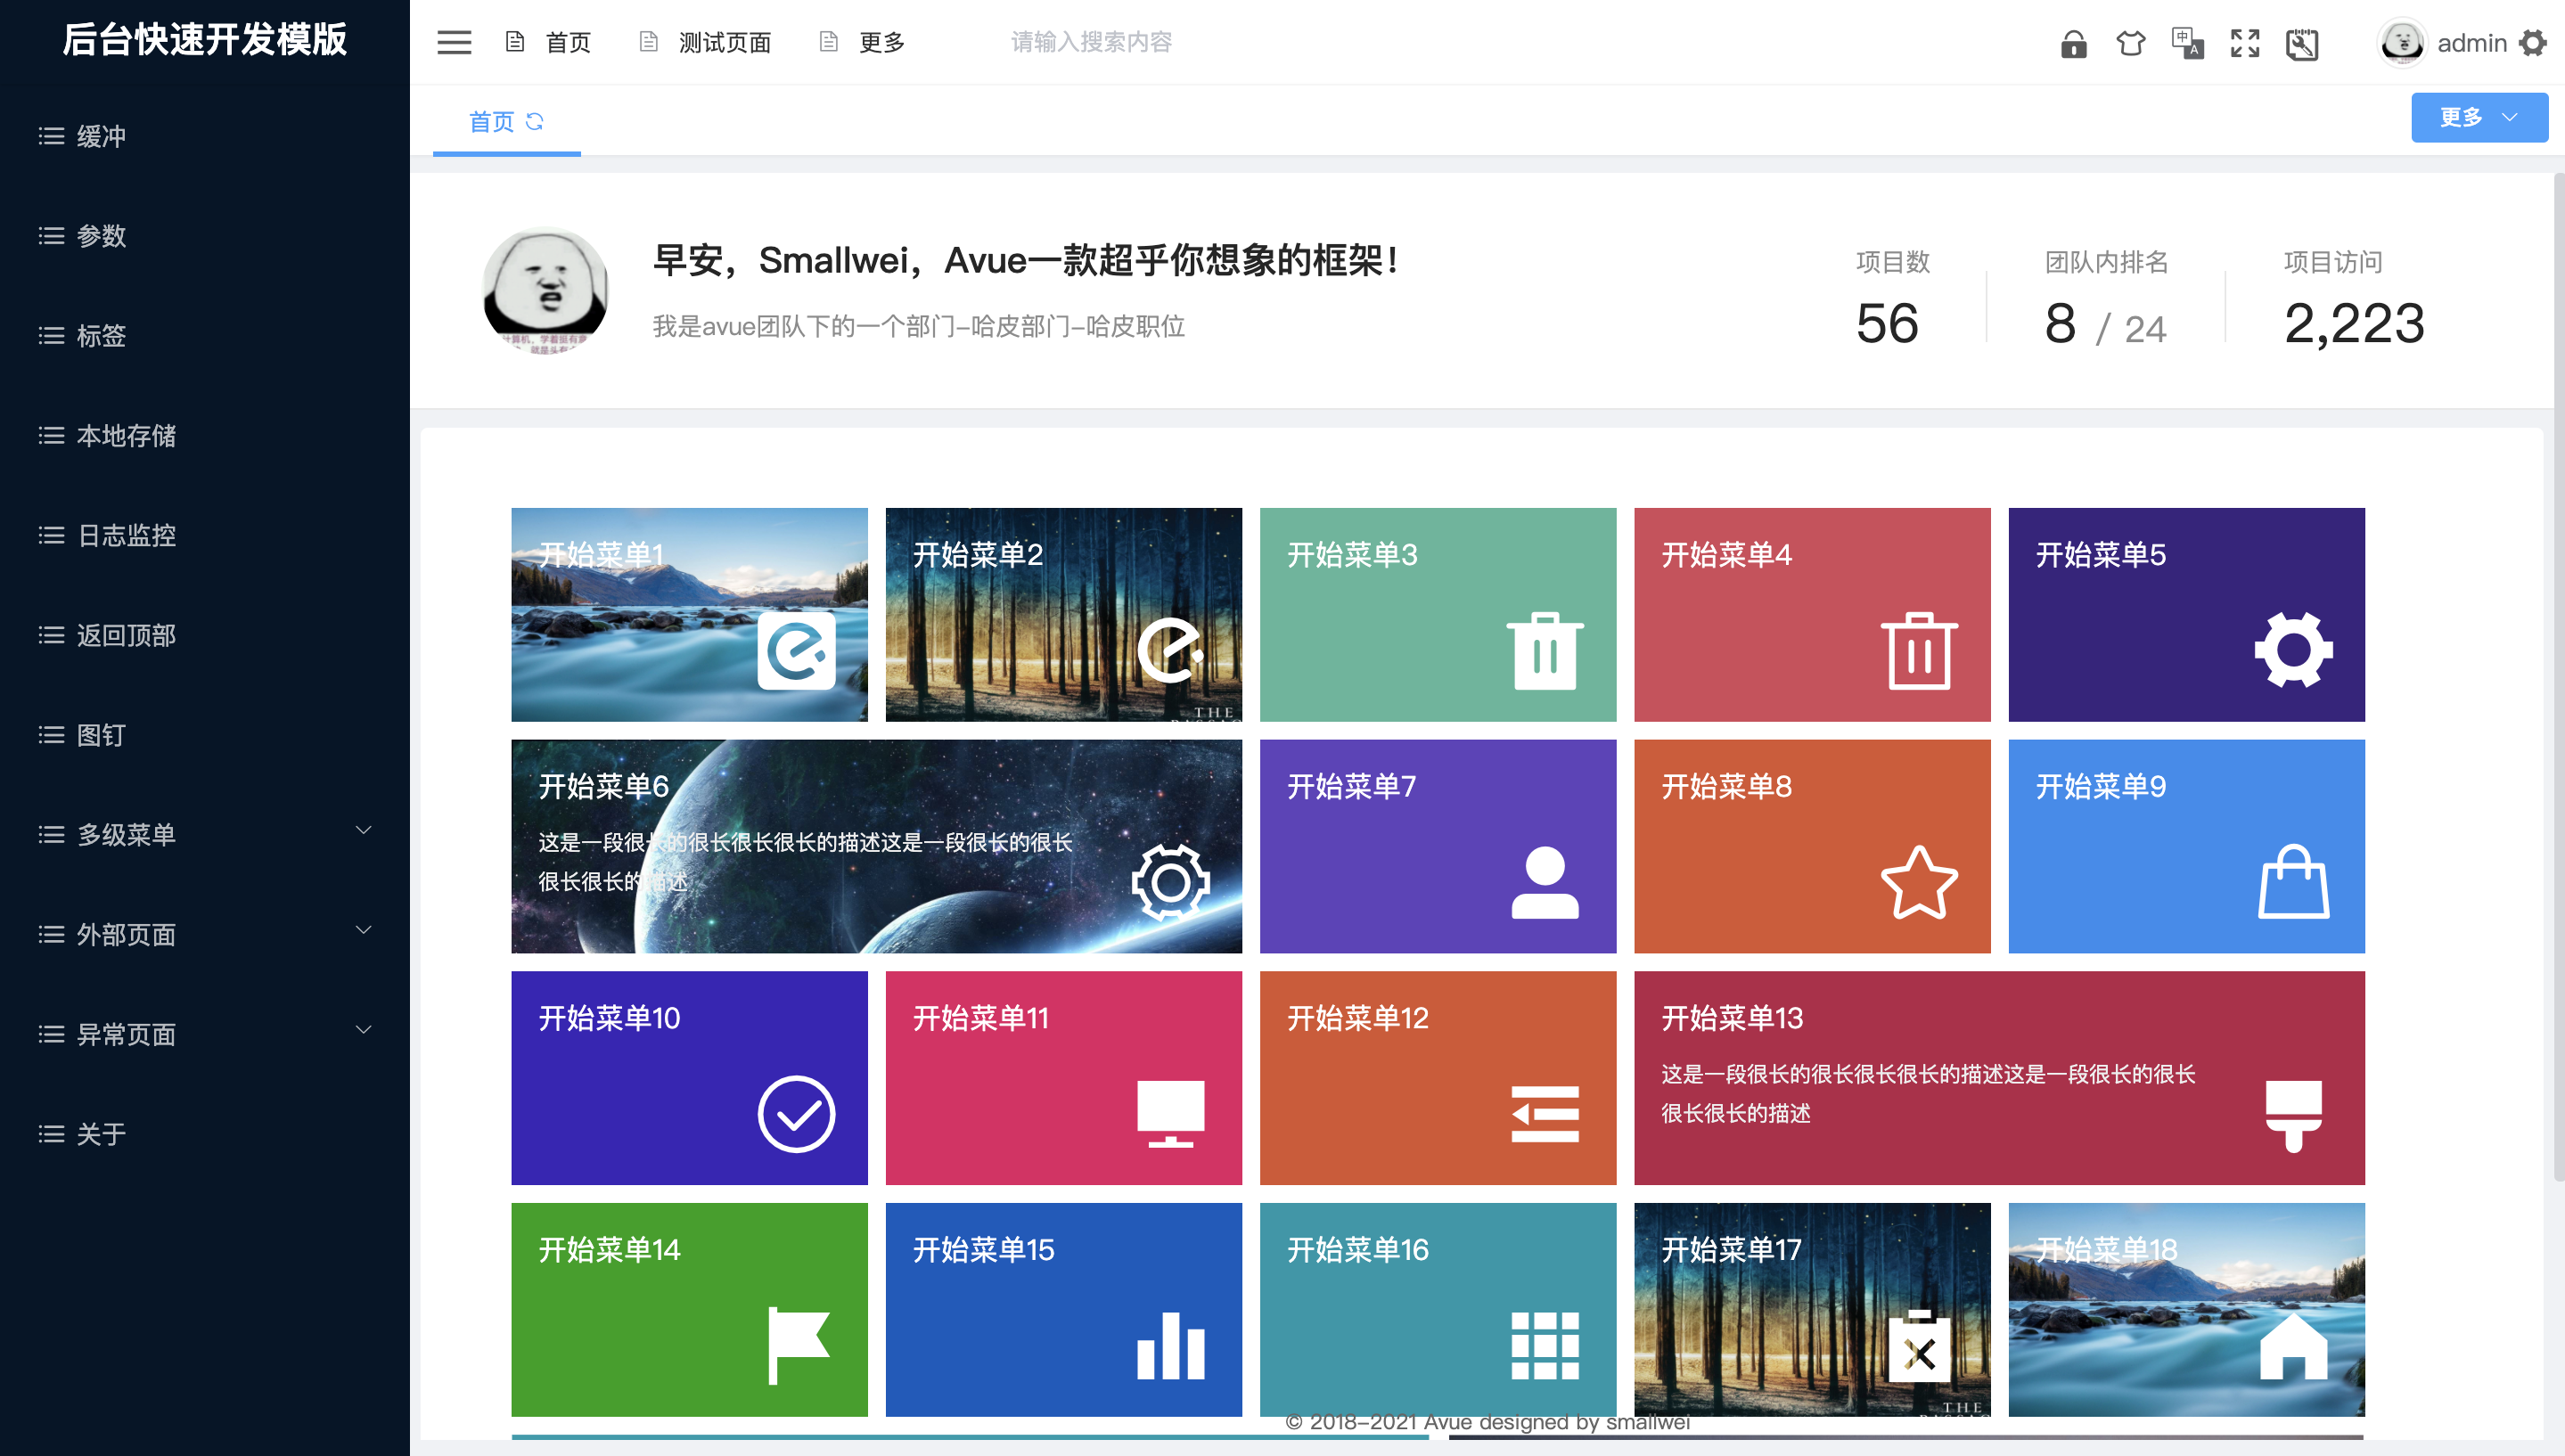 后台快速开发模版
首页
测试页面
更多
请输入搜索内容
中
A
admin
首页
更多
缓冲
参数
标签
本地存储
日志监控
返回顶部
图钉
多级菜单
外部页面
异常页面
关于
早安，Smallwei，Avue一款超乎你想象的框架！
我是avue团队下的一个部门-哈皮部门-哈皮职位
项目数
56
团队内排名
8 / 24
项目访问
2,223
开始菜单1
开始菜单2
THE
开始菜单3
开始菜单4
开始菜单5
开始菜单6
这是一段很长的很长很长很长的描述这是一段很长的很长
很长很长的描述
开始菜单7
开始菜单8
开始菜单9
开始菜单10
开始菜单11
开始菜单12
开始菜单13
这是一段很长的很长很长很长的描述这是一段很长的很长
很长很长的描述
开始菜单14
开始菜单15
开始菜单16
开始菜单17
THE
开始菜单18
© 2018-2021 Avue designed by smallwei